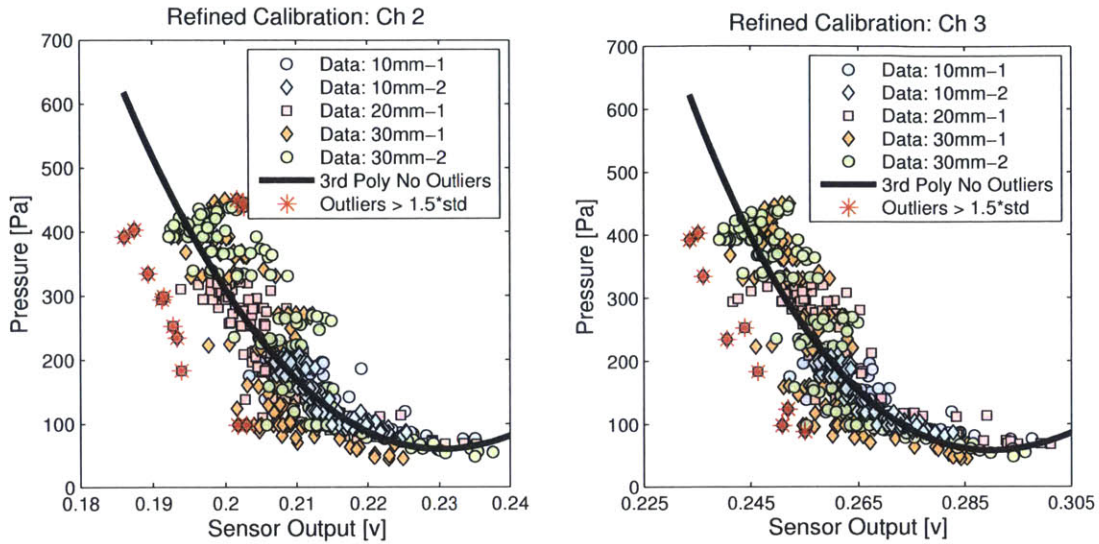 Refined Calibration: Ch 2
700
600
500
400
300
200
100
0
Pressure [Pa]
0.18
0.19
0.2
0.21
0.22
0.23
0.24
Sensor Output [v]
Data: 10mm−1
Data: 10mm−2
Data: 20mm−1
Data: 30mm−1
Data: 30mm−2
3rd Poly No Outliers
Outliers > 1.5*std
Refined Calibration: Ch 3
700
600
500
400
300
200
100
0
Pressure [Pa]
0.225
0.245
0.265
0.285
0.305
Sensor Output [v]
Data: 10mm−1
Data: 10mm−2
Data: 20mm−1
Data: 30mm−1
Data: 30mm−2
3rd Poly No Outliers
Outliers > 1.5*std